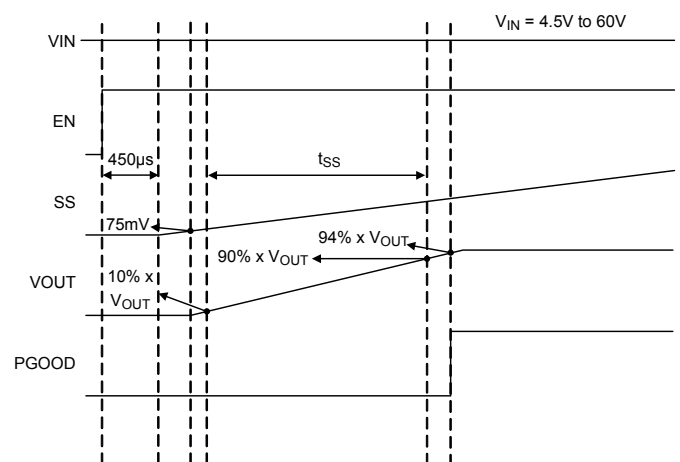 V_IN = 4.5V to 60V
VIN
EN
450μs
t_SS
SS
75mV
94% x V_OUT
90% x V_OUT
10% x
V_OUT
VOUT
PGOOD